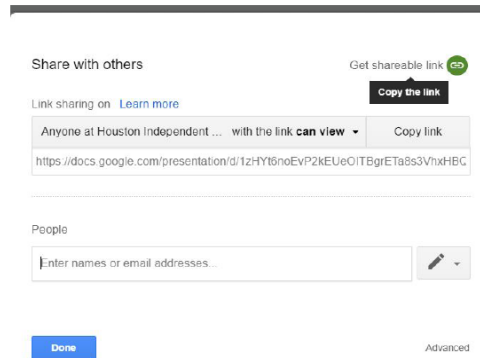 Share with others
Get shareable link
Copy the link
Link sharing on Learn more
Anyone at Houston Independent ... with the link can view Copy link
https://docs.google.com/presentation/d/1zHYt6noEvP2kEUeOITBgrETa8s3VhxHBQ
People
Enter names or email addresses...
Done
Advanced